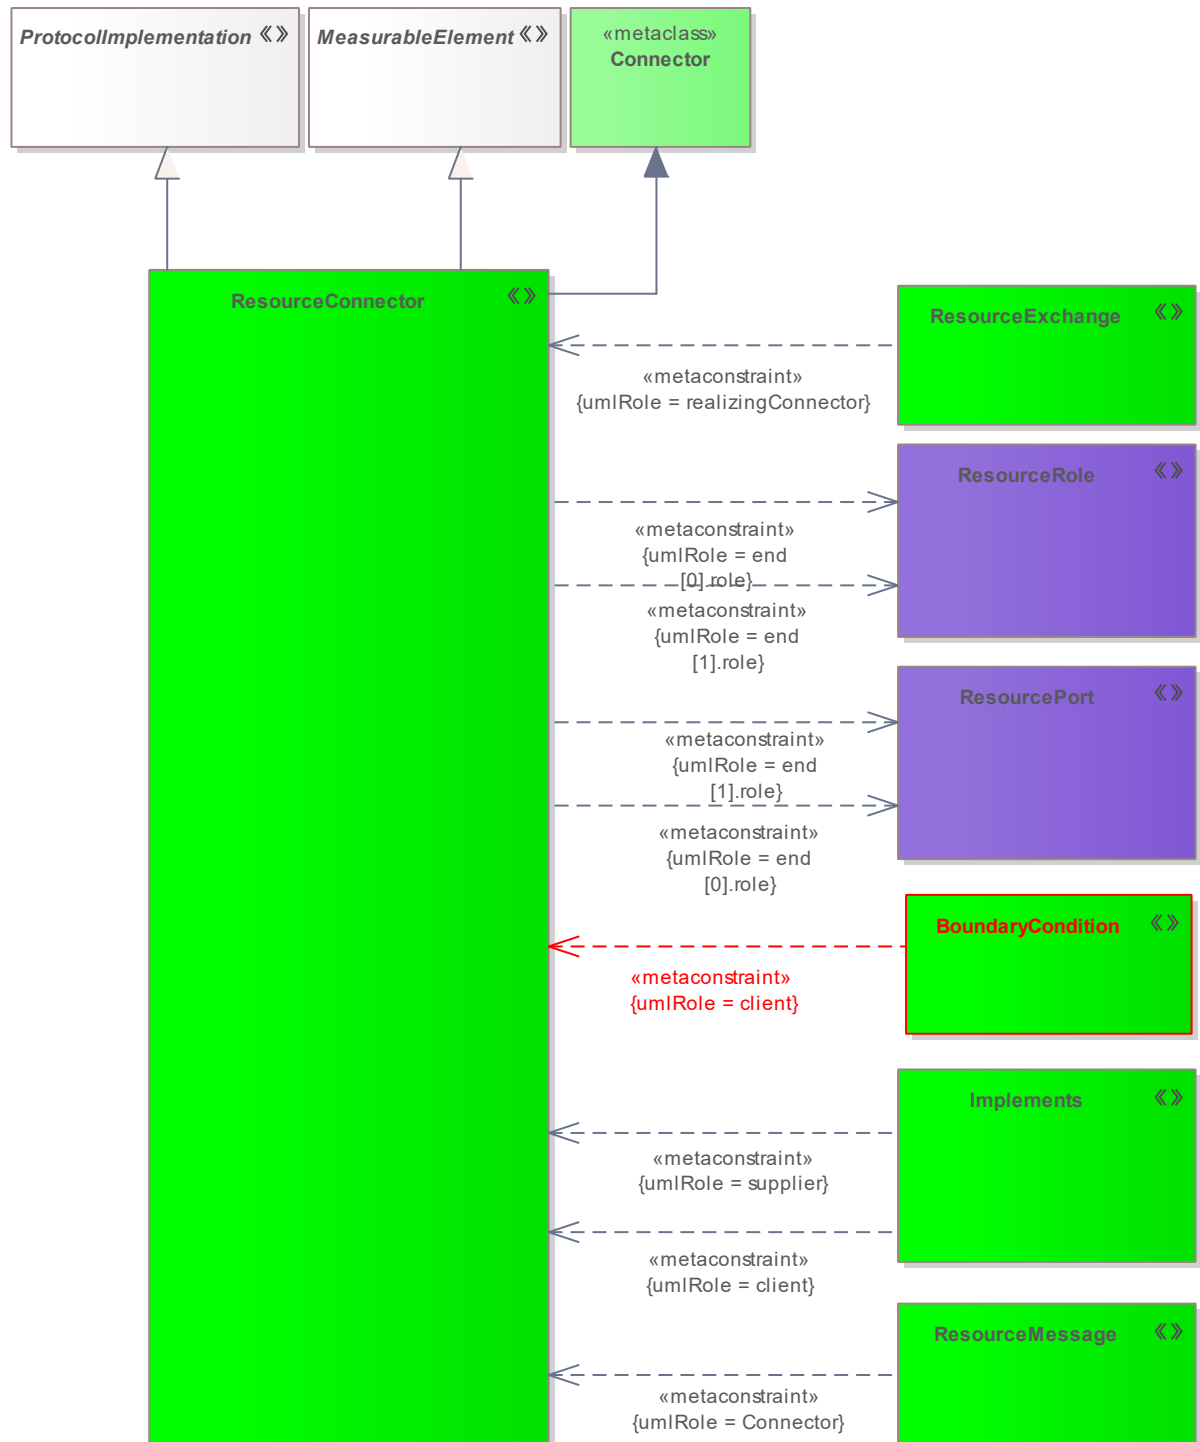 ProtocolImplementation «»
MeasurableElement «»
«metaclass»
Connector
ResourceConnector «»
ResourceExchange «»
«metaconstraint»
{umlRole = realizingConnector}
ResourceRole «»
«metaconstraint»
{umlRole = end
[0].role}
«metaconstraint»
{umlRole = end
[1].role}
ResourcePort «»
«metaconstraint»
{umlRole = end
[1].role}
«metaconstraint»
{umlRole = end
[0].role}
BoundaryCondition «»
«metaconstraint»
{umlRole = client}
Implements «»
«metaconstraint»
{umlRole = supplier}
«metaconstraint»
{umlRole = client}
ResourceMessage «»
«metaconstraint»
{umlRole = Connector}